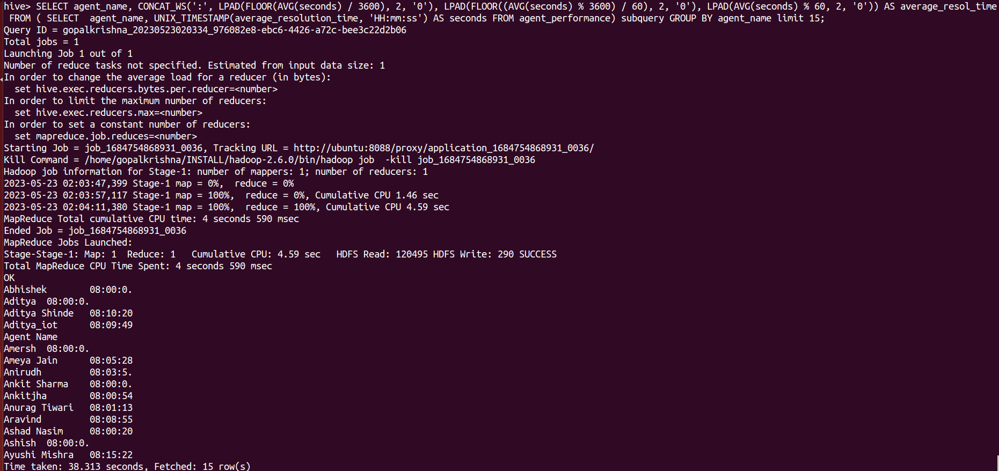 hive> SELECT agent_name, CONCAT_WS(':', LPAD(FLOOR(AVG(seconds) / 3600), 2, '0'), LPAD(FLOOR((AVG(seconds) % 3600) / 60), 2, '0'), LPAD(AVG(seconds) % 60, 2, '0')) AS average_resol_time
 FROM ( SELECT  agent_name, UNIX_TIMESTAMP(average_resolution_time, 'HH:mm:ss') AS seconds FROM agent_performance) subquery GROUP BY agent_name limit 15;
Query ID = gopalkrishna_20230523020334_976082e8-ebc6-4426-a72c-bee3c22d2b06
Total jobs = 1
Launching Job 1 out of 1
Number of reduce tasks not specified. Estimated from input data size: 1
In order to change the average load for a reducer (in bytes):
  set hive.exec.reducers.bytes.per.reducer=<number>
In order to limit the maximum number of reducers:
  set hive.exec.reducers.max=<number>
In order to set a constant number of reducers:
  set mapreduce.job.reduces=<number>
Starting Job = job_1684754868931_0036, Tracking URL = http://ubuntu:8088/proxy/application_1684754868931_0036/
Kill Command = /home/gopalkrishna/INSTALL/hadoop-2.6.0/bin/hadoop job  -kill job_1684754868931_0036
Hadoop job information for Stage-1: number of mappers: 1; number of reducers: 1
2023-05-23 02:03:47,399 Stage-1 map = 0%,  reduce = 0%
2023-05-23 02:03:57,117 Stage-1 map = 100%,  reduce = 0%, Cumulative CPU 1.46 sec
2023-05-23 02:04:11,380 Stage-1 map = 100%,  reduce = 100%, Cumulative CPU 4.59 sec
MapReduce Total cumulative CPU time: 4 seconds 590 msec
Ended Job = job_1684754868931_0036
MapReduce Jobs Launched:
Stage-Stage-1: Map: 1  Reduce: 1   Cumulative CPU: 4.59 sec   HDFS Read: 120495 HDFS Write: 290 SUCCESS
Total MapReduce CPU Time Spent: 4 seconds 590 msec
OK
Abhishek        08:00:0.
Aditya  08:00:0.
Aditya Shinde   08:10:20
Aditya_iot      08:09:49
Agent Name
Amersh  08:00:0.
Ameya Jain      08:05:28
Anirudh         08:03:5.
Ankit Sharma    08:00:0.
Ankitjha        08:00:54
Anurag Tiwari   08:01:13
Aravind         08:08:55
Ashad Nasim     08:00:20
Ashish  08:00:0.
Ayushi Mishra   08:15:22
Time taken: 38.313 seconds, Fetched: 15 row(s)